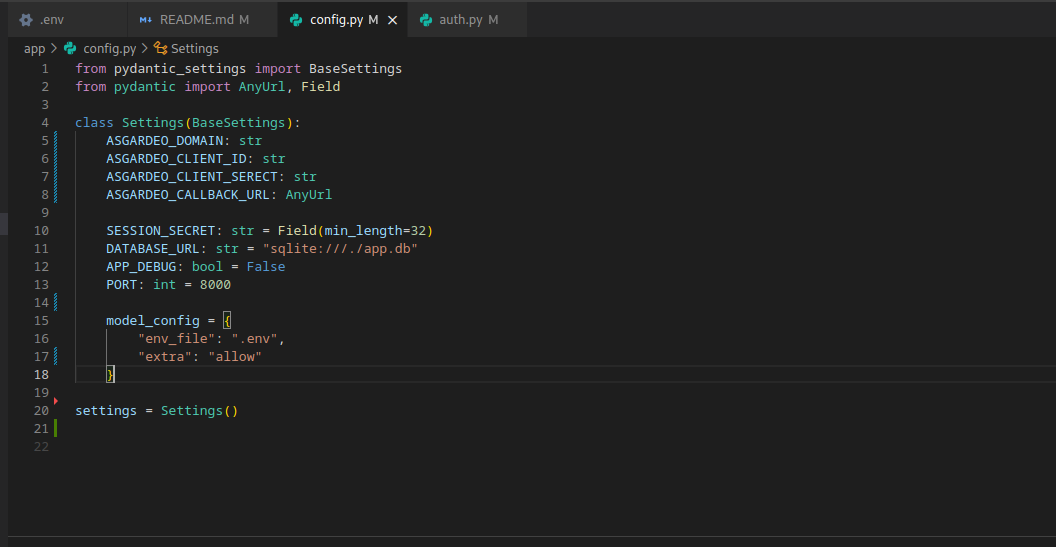 .env
README.md M
config.py M
auth.py M
app > config.py > Settings
1 from pydantic_settings import BaseSettings
2 from pydantic import AnyUrl, Field
3
4 class Settings(BaseSettings):
5     ASGARDEO_DOMAIN: str
6     ASGARDEO_CLIENT_ID: str
7     ASGARDEO_CLIENT_SERECT: str
8     ASGARDEO_CALLBACK_URL: AnyUrl
9
10     SESSION_SECRET: str = Field(min_length=32)
11     DATABASE_URL: str = "sqlite:///./app.db"
12     APP_DEBUG: bool = False
13     PORT: int = 8000
14
15     model_config = {
16         "env_file": ".env",
17         "extra": "allow"
18     }
19
20 settings = Settings()
21
22